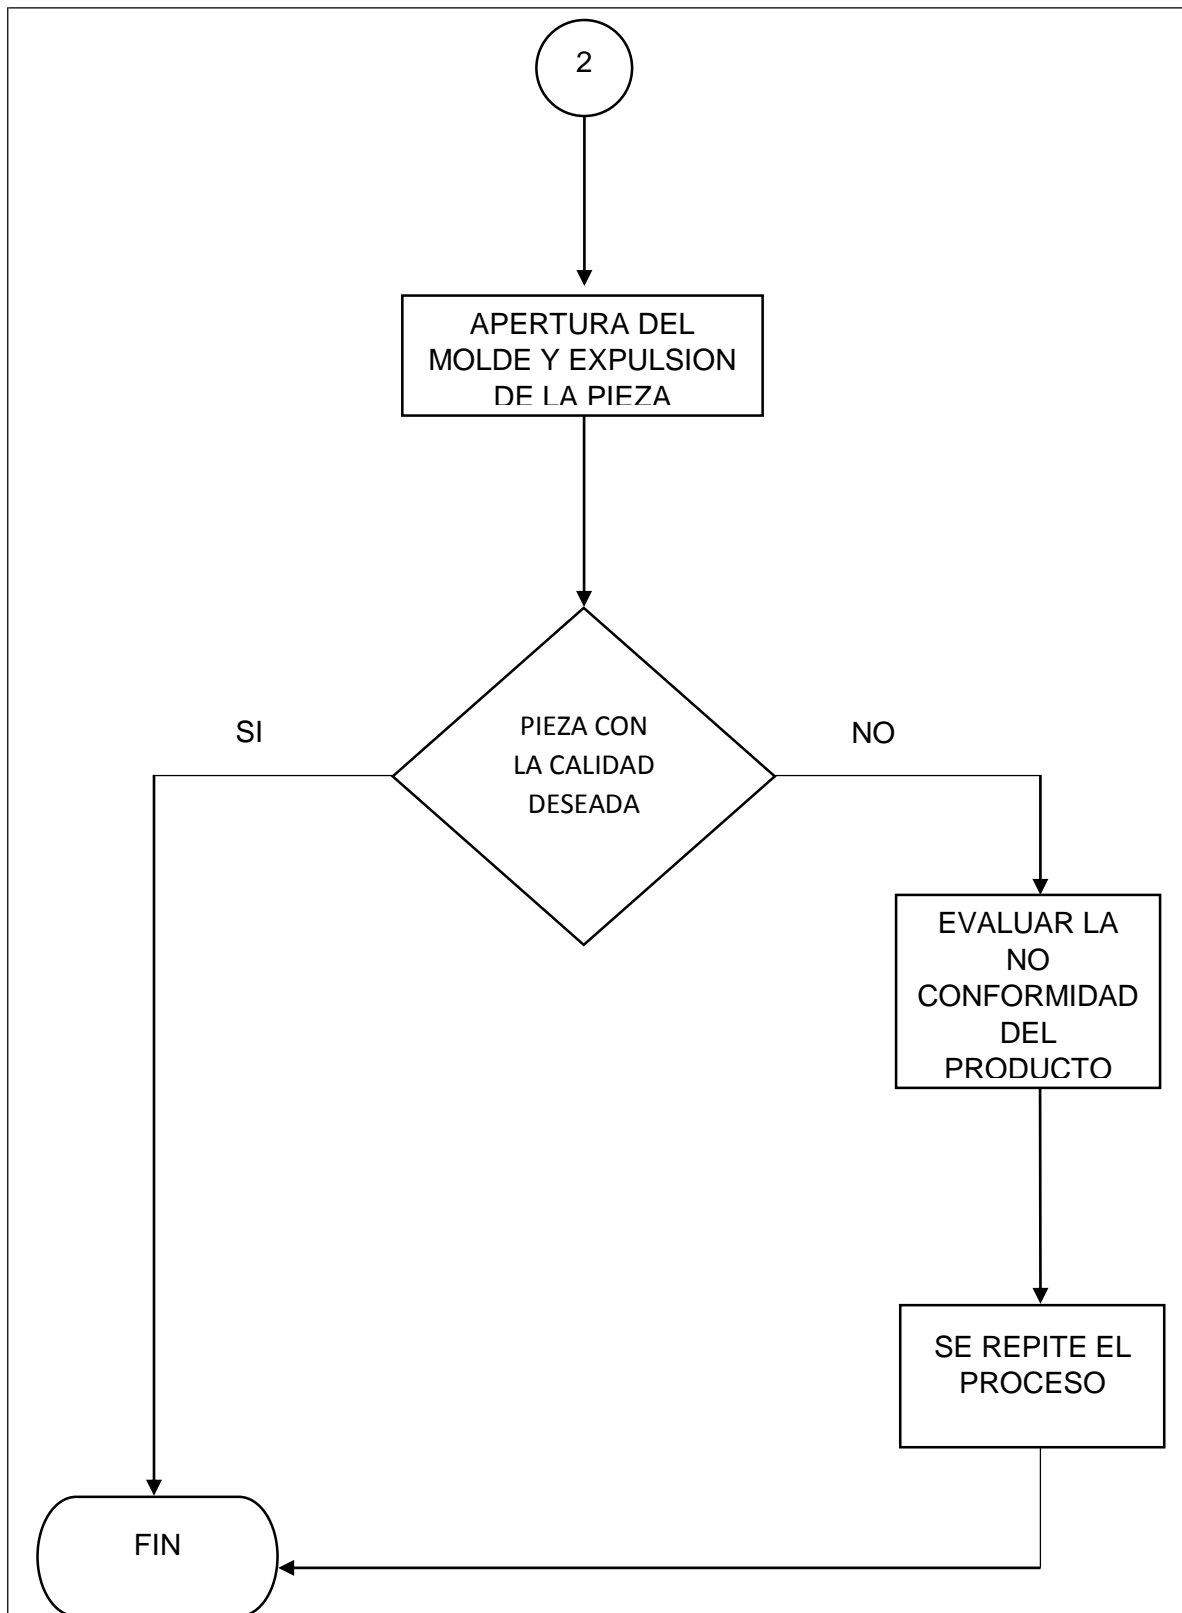 2
APERTURA DEL
MOLDE Y EXPULSION
DE LA PIEZA
SI
PIEZA CON
LA CALIDAD
DESEADA
NO
EVALUAR LA
NO
CONFORMIDAD
DEL
PRODUCTO
SE REPITE EL
PROCESO
FIN